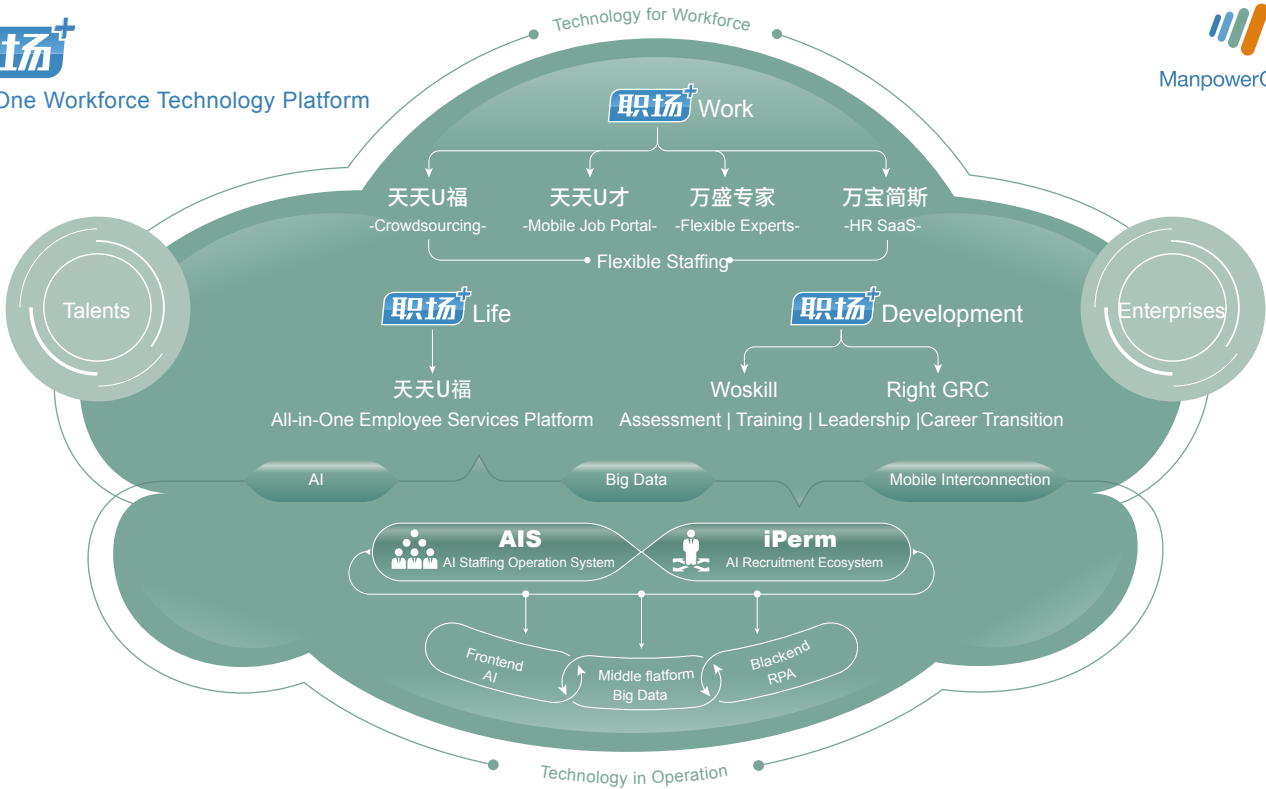 Technology for Workforce
场+
One Workforce Technology Platform
职场+ Work
天天U福
天天U才
万盛专家
万宝简斯
-Crowdsourcing-
-Mobile Job Portal-
-Flexible Experts-
-HR SaaS-
Flexible Staffing
Talents
Enterprises
职场+ Life
职场+ Development
天天U福
All-in-One Employee Services Platform
Woskill
Right GRC
Assessment | Training | Leadership |Career Transition
AI
Big Data
Mobile Interconnection
AIS
AI Staffing Operation System
iPerm
AI Recruitment Ecosystem
Frontend
AI
Middle flatform
Big Data
Blackend
RPA
Technology in Operation